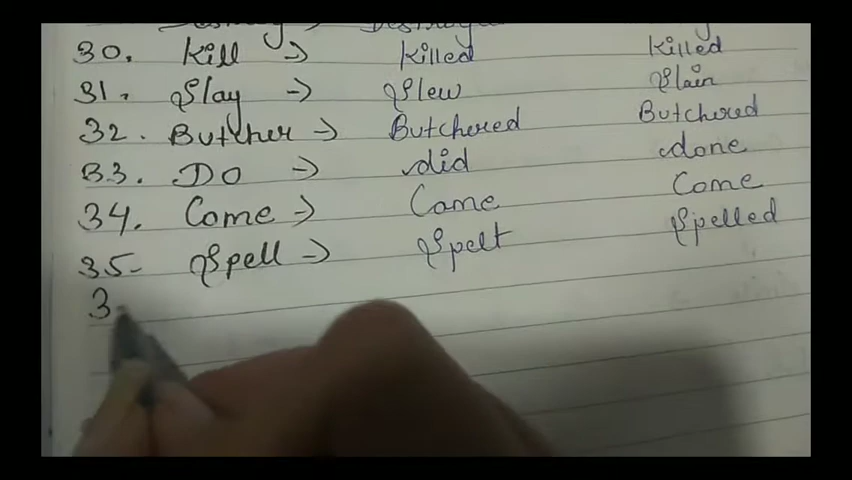 30. Kill -> Killed Killed
31. Slay -> Slew Slain
32. Butcher -> Butchered Butchered
33. Do -> did done
34. Come -> Came Come
35- Spell -> Spelt Spelled
3